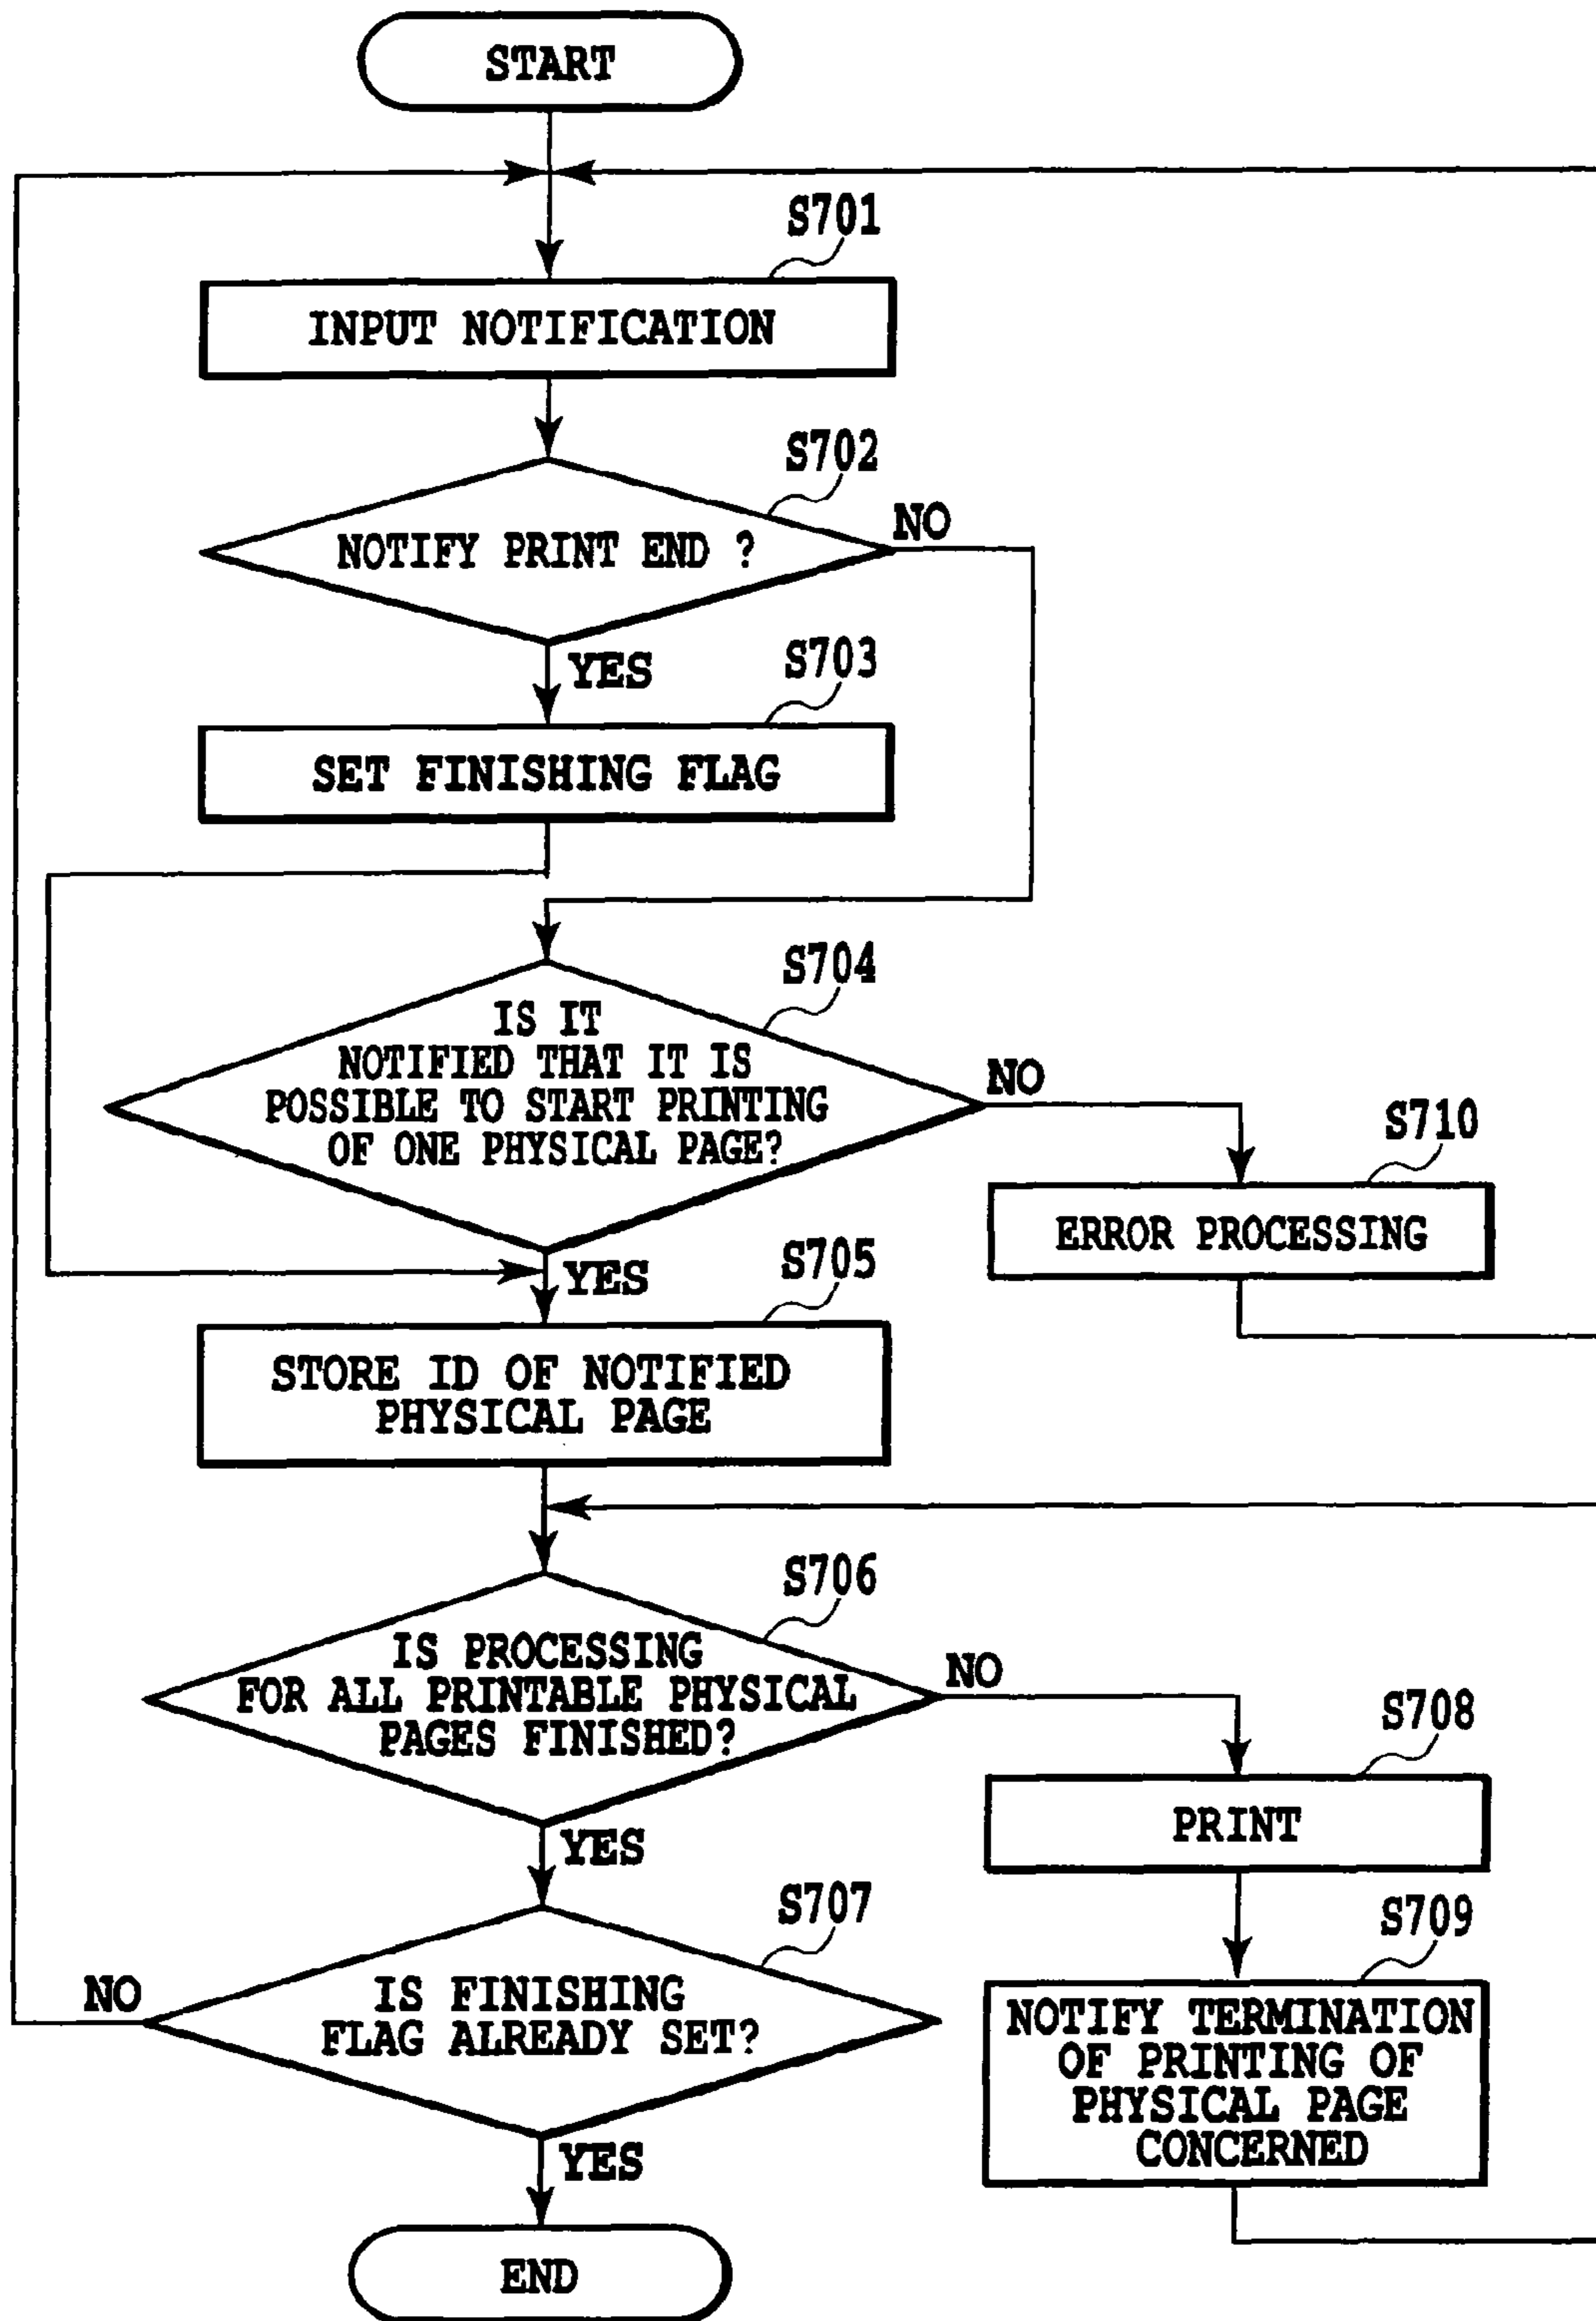 START
S701
INPUT NOTIFICATION
S702
NOTIFY PRINT END ?
NO
YES
S703
SET FINISHING FLAG
S704
IS IT
NOTIFIED THAT IT IS
POSSIBLE TO START PRINTING
OF ONE PHYSICAL PAGE?
NO
S710
ERROR PROCESSING
YES
S705
STORE ID OF NOTIFIED
PHYSICAL PAGE
S706
IS PROCESSING
FOR ALL PRINTABLE PHYSICAL
PAGES FINISHED?
NO
S708
PRINT
YES
S707
S709
NO
IS FINISHING
FLAG ALREADY SET?
NOTIFY TERMINATION
OF PRINTING OF
PHYSICAL PAGE
CONCERNED
YES
END